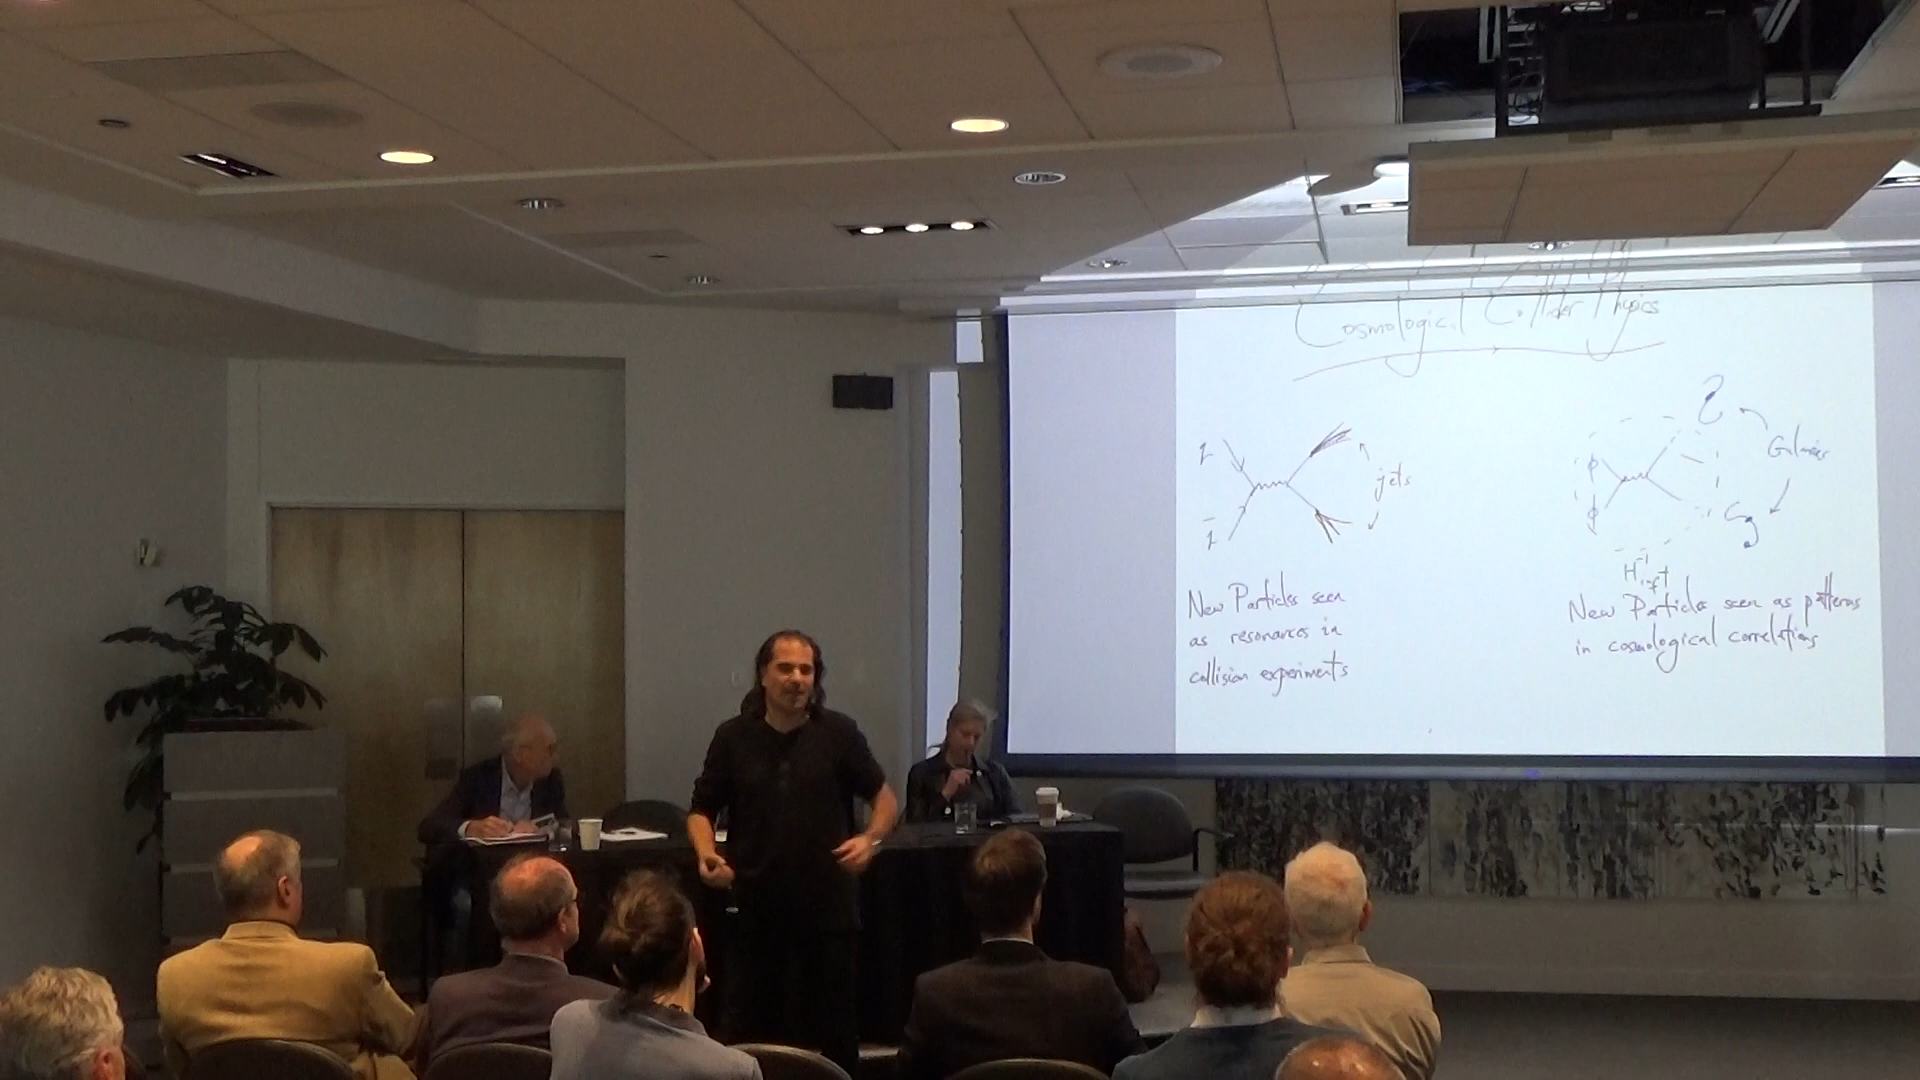 Cosmological Collider Physics
q
q̄
jets
φ
φ
Galaxies
H⁻¹inf
New Particles seen
as resonances in
collision experiments
New Particles seen as patterns
in cosmological correlations